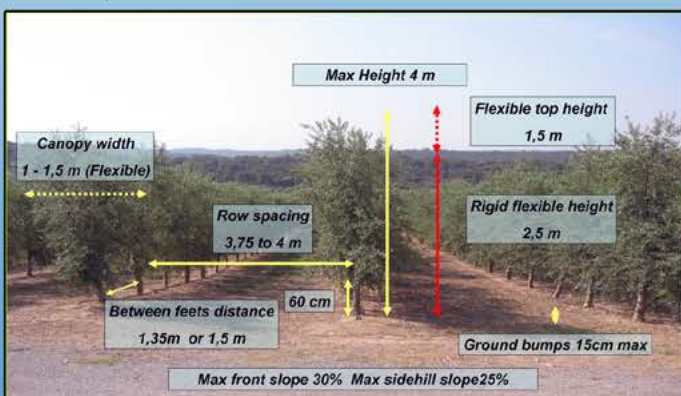 Max Height 4 m
Flexible top height
1,5 m
Canopy width
1 - 1,5 m (Flexible)
Row spacing
3,75 to 4 m
Rigid flexible height
2,5 m
60 cm
Between feets distance
1,35m or 1,5 m
Ground bumps 15cm max
Max front slope 30% Max sidehill slope25%